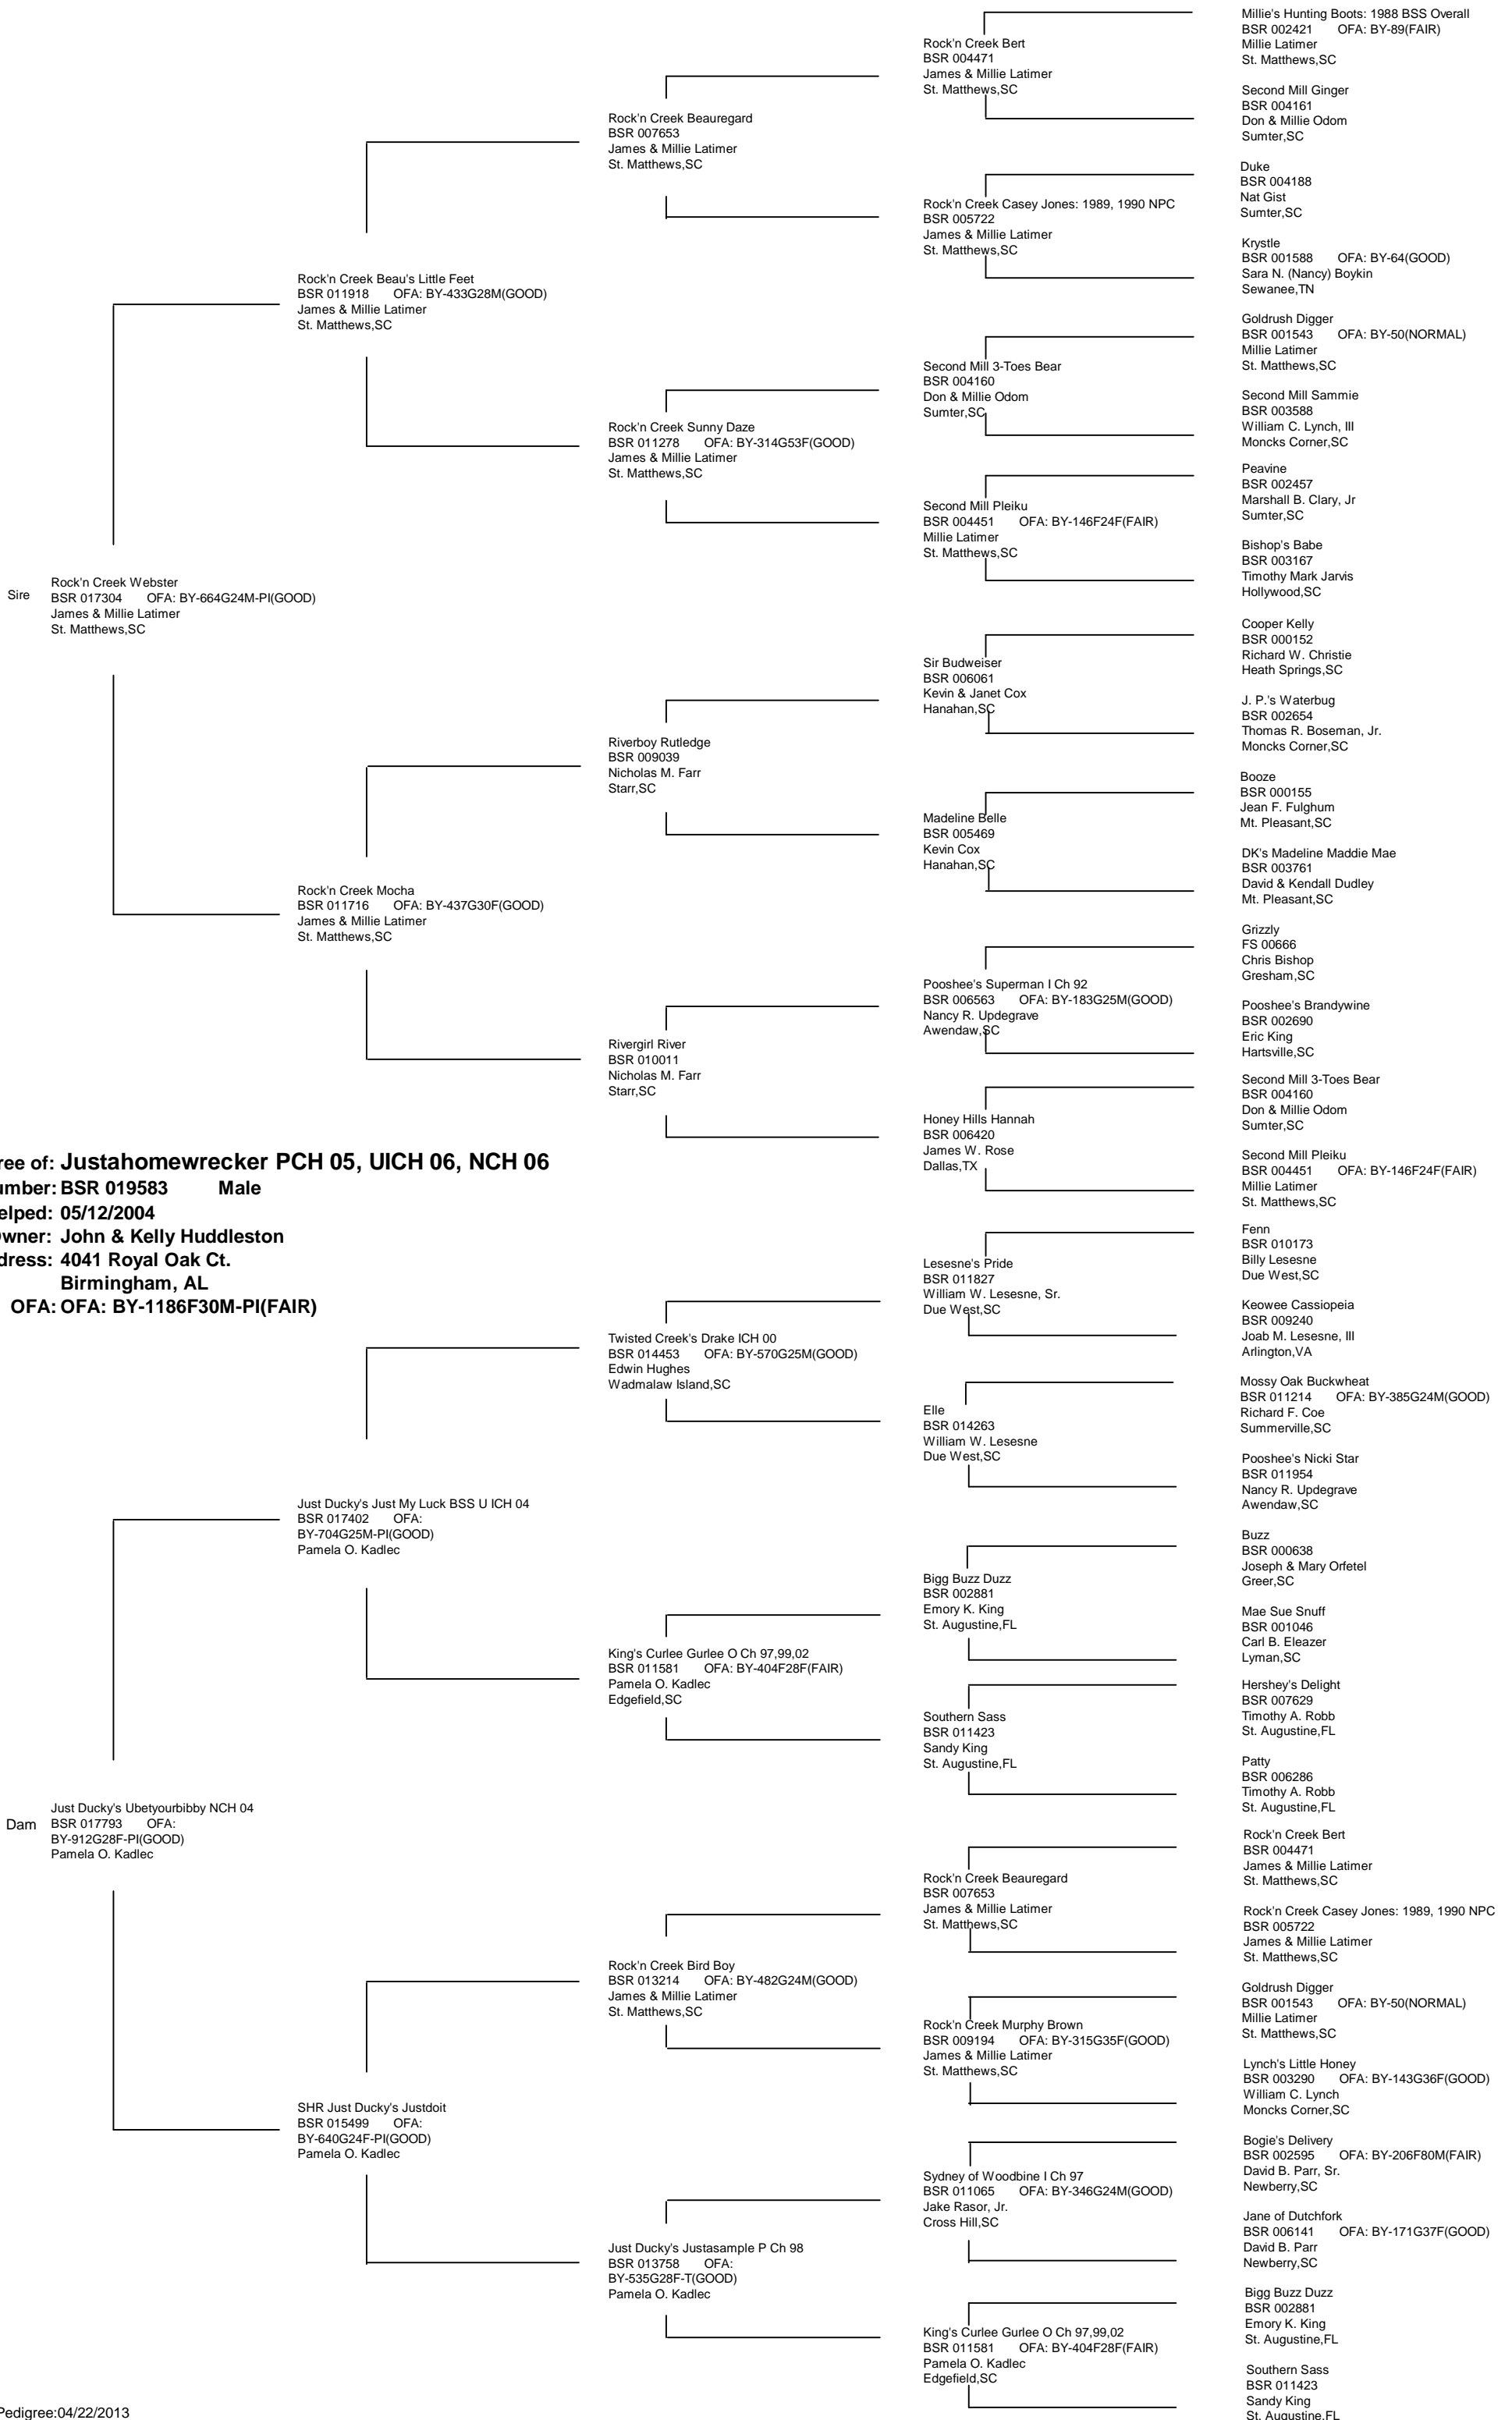 Millie's Hunting Boots: 1988 BSS Overall
BSR 002421 OFA: BY-89(FAIR)
Millie Latimer
St. Matthews,SC
Rock'n Creek Bert
BSR 004471
James & Millie Latimer
St. Matthews,SC
Second Mill Ginger
BSR 004161
Don & Millie Odom
Sumter,SC
Rock'n Creek Beauregard
BSR 007653
James & Millie Latimer
St. Matthews,SC
Duke
BSR 004188
Nat Gist
Sumter,SC
Rock'n Creek Casey Jones: 1989, 1990 NPC
BSR 005722
James & Millie Latimer
St. Matthews,SC
Krystle
BSR 001588 OFA: BY-64(GOOD)
Sara N. (Nancy) Boykin
Sewanee,TN
Rock'n Creek Beau's Little Feet
BSR 011918 OFA: BY-433G28M(GOOD)
James & Millie Latimer
St. Matthews,SC
Goldrush Digger
BSR 001543 OFA: BY-50(NORMAL)
Millie Latimer
St. Matthews,SC
Second Mill 3-Toes Bear
BSR 004160
Don & Millie Odom
Sumter,SC
Second Mill Sammie
BSR 003588
William C. Lynch, III
Moncks Corner,SC
Rock'n Creek Sunny Daze
BSR 011278 OFA: BY-314G53F(GOOD)
James & Millie Latimer
St. Matthews,SC
Peavine
BSR 002457
Marshall B. Clary, Jr
Sumter,SC
Second Mill Pleiku
BSR 004451 OFA: BY-146F24F(FAIR)
Millie Latimer
St. Matthews,SC
Bishop's Babe
BSR 003167
Timothy Mark Jarvis
Hollywood,SC
Sire
Rock'n Creek Webster
BSR 017304 OFA: BY-664G24M-PI(GOOD)
James & Millie Latimer
St. Matthews,SC
Cooper Kelly
BSR 000152
Richard W. Christie
Heath Springs,SC
Sir Budweiser
BSR 006061
Kevin & Janet Cox
Hanahan,SC
J. P.'s Waterbug
BSR 002654
Thomas R. Boseman, Jr.
Moncks Corner,SC
Riverboy Rutledge
BSR 009039
Nicholas M. Farr
Starr,SC
Booze
BSR 000155
Jean F. Fulghum
Mt. Pleasant,SC
Madeline Belle
BSR 005469
Kevin Cox
Hanahan,SC
DK's Madeline Maddie Mae
BSR 003761
David & Kendall Dudley
Mt. Pleasant,SC
Rock'n Creek Mocha
BSR 011716 OFA: BY-437G30F(GOOD)
James & Millie Latimer
St. Matthews,SC
Grizzly
FS 00666
Chris Bishop
Gresham,SC
Pooshee's Superman I Ch 92
BSR 006563 OFA: BY-183G25M(GOOD)
Nancy R. Updegrave
Awendaw,SC
Pooshee's Brandywine
BSR 002690
Eric King
Hartsville,SC
Rivergirl River
BSR 010011
Nicholas M. Farr
Starr,SC
Second Mill 3-Toes Bear
BSR 004160
Don & Millie Odom
Sumter,SC
Honey Hills Hannah
BSR 006420
James W. Rose
Dallas,TX
Second Mill Pleiku
BSR 004451 OFA: BY-146F24F(FAIR)
Millie Latimer
St. Matthews,SC
ree of: Justahomewrecker PCH 05, UICH 06, NCH 06
umber: BSR 019583 Male
elped: 05/12/2004
wner: John & Kelly Huddleston
dress: 4041 Royal Oak Ct.
Birmingham, AL
OFA: OFA: BY-1186F30M-PI(FAIR)
Fenn
BSR 010173
Billy Lesesne
Due West,SC
Lesesne's Pride
BSR 011827
William W. Lesesne, Sr.
Due West,SC
Keowee Cassiopeia
BSR 009240
Joab M. Lesesne, III
Arlington,VA
Twisted Creek's Drake ICH 00
BSR 014453 OFA: BY-570G25M(GOOD)
Edwin Hughes
Wadmalaw Island,SC
Mossy Oak Buckwheat
BSR 011214 OFA: BY-385G24M(GOOD)
Richard F. Coe
Summerville,SC
Elle
BSR 014263
William W. Lesesne
Due West,SC
Pooshee's Nicki Star
BSR 011954
Nancy R. Updegrave
Awendaw,SC
Just Ducky's Just My Luck BSS U ICH 04
BSR 017402 OFA:
BY-704G25M-PI(GOOD)
Pamela O. Kadlec
Buzz
BSR 000638
Joseph & Mary Orfetel
Greer,SC
Bigg Buzz Duzz
BSR 002881
Emory K. King
St. Augustine,FL
Mae Sue Snuff
BSR 001046
Carl B. Eleazer
Lyman,SC
King's Curlee Gurlee O Ch 97,99,02
BSR 011581 OFA: BY-404F28F(FAIR)
Pamela O. Kadlec
Edgefield,SC
Hershey's Delight
BSR 007629
Timothy A. Robb
St. Augustine,FL
Southern Sass
BSR 011423
Sandy King
St. Augustine,FL
Patty
BSR 006286
Timothy A. Robb
St. Augustine,FL
Dam
Just Ducky's Ubetyourbibby NCH 04
BSR 017793 OFA:
BY-912G28F-PI(GOOD)
Pamela O. Kadlec
Rock'n Creek Bert
BSR 004471
James & Millie Latimer
St. Matthews,SC
Rock'n Creek Beauregard
BSR 007653
James & Millie Latimer
St. Matthews,SC
Rock'n Creek Casey Jones: 1989, 1990 NPC
BSR 005722
James & Millie Latimer
St. Matthews,SC
Rock'n Creek Bird Boy
BSR 013214 OFA: BY-482G24M(GOOD)
James & Millie Latimer
St. Matthews,SC
Goldrush Digger
BSR 001543 OFA: BY-50(NORMAL)
Millie Latimer
St. Matthews,SC
Rock'n Creek Murphy Brown
BSR 009194 OFA: BY-315G35F(GOOD)
James & Millie Latimer
St. Matthews,SC
Lynch's Little Honey
BSR 003290 OFA: BY-143G36F(GOOD)
William C. Lynch
Moncks Corner,SC
SHR Just Ducky's Justdoit
BSR 015499 OFA:
BY-640G24F-PI(GOOD)
Pamela O. Kadlec
Bogie's Delivery
BSR 002595 OFA: BY-206F80M(FAIR)
David B. Parr, Sr.
Newberry,SC
Sydney of Woodbine I Ch 97
BSR 011065 OFA: BY-346G24M(GOOD)
Jake Rasor, Jr.
Cross Hill,SC
Jane of Dutchfork
BSR 006141 OFA: BY-171G37F(GOOD)
David B. Parr
Newberry,SC
Just Ducky's Justasample P Ch 98
BSR 013758 OFA:
BY-535G28F-T(GOOD)
Pamela O. Kadlec
Bigg Buzz Duzz
BSR 002881
Emory K. King
St. Augustine,FL
King's Curlee Gurlee O Ch 97,99,02
BSR 011581 OFA: BY-404F28F(FAIR)
Pamela O. Kadlec
Edgefield,SC
Southern Sass
BSR 011423
Sandy King
St. Augustine,FL
Pedigree:04/22/2013